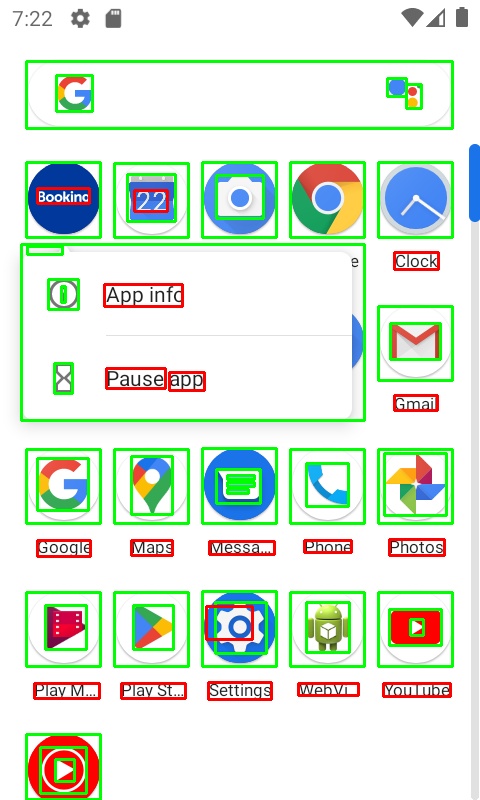 7:22
G
Booking
22
e
Clock
App info
Pause app
Gmail
G
Google
Maps
Messa...
Phone
Photos
Play M...
Play St...
Settings
WebVi...
YouTube